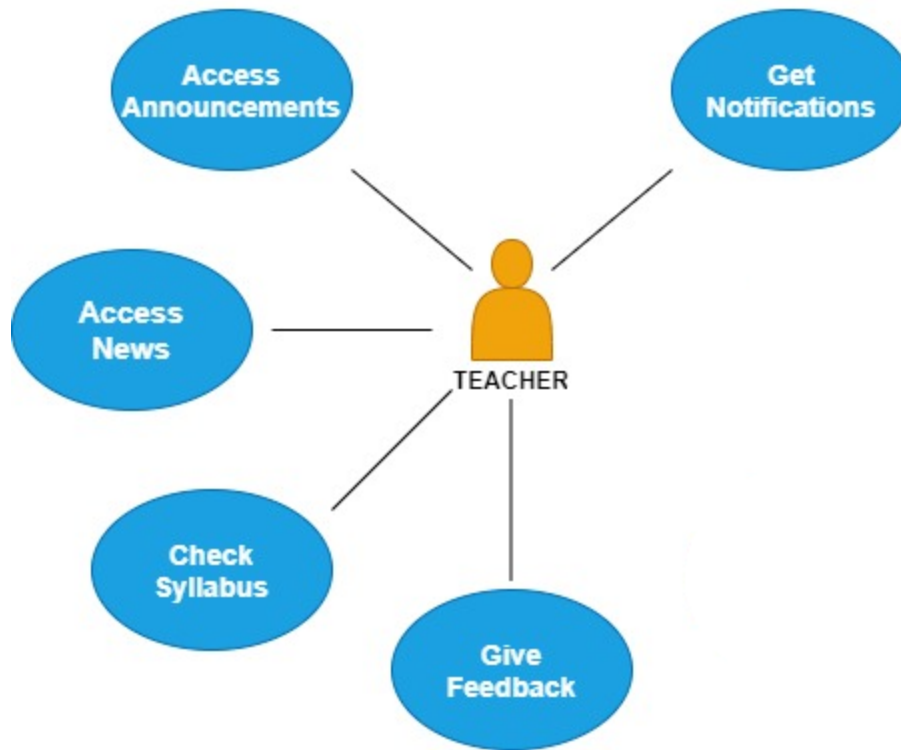 Access
Announcements
Get
Notifications
Access
News
TEACHER
Check
Syllabus
Give
Feedback